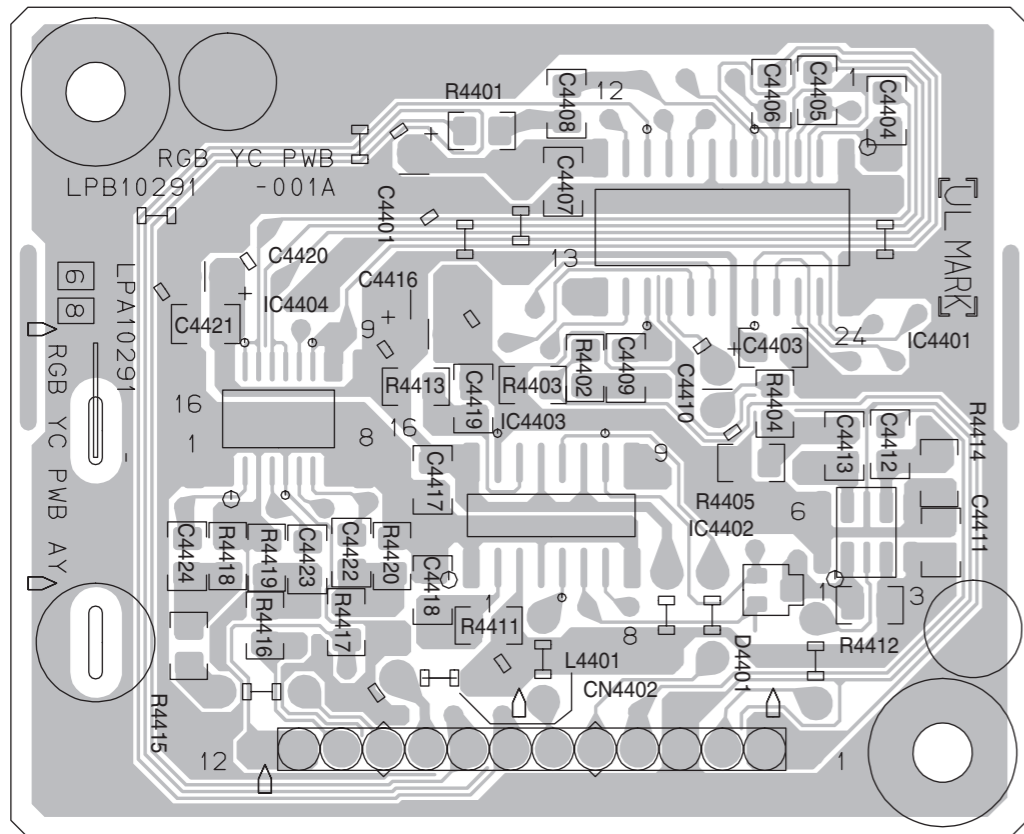 R4401
C4408
12
C4406
C4405
1
C4404
RGB YC PWB
LPB10291 -001A
C4407
C4401
UL MARK
C4420
C4416
13
6
8
LPA10291
-
IC4404
C4421
9
24
IC4401
C4403
RGB YC PWB AY
R4413
C4419
R4403
R4402
C4409
C4410
R4404
16
1
8
16
IC4403
C4417
9
R4405
C4413
C4412
R4414
IC4402
6
C4411
C4424
R4418
R4419
C4423
C4422
R4420
C4418
1
R4411
R4416
R4417
1
3
8
R4412
D4401
L4401
CN4402
R4415
12
1
+
+
+
+